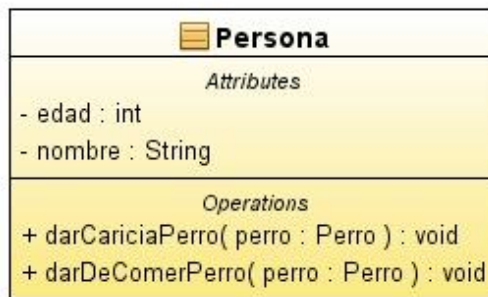 Persona
Attributes
- edad : int
- nombre : String
Operations
+ darCariciaPerro( perro : Perro ) : void
+ darDeComerPerro( perro : Perro ) : void